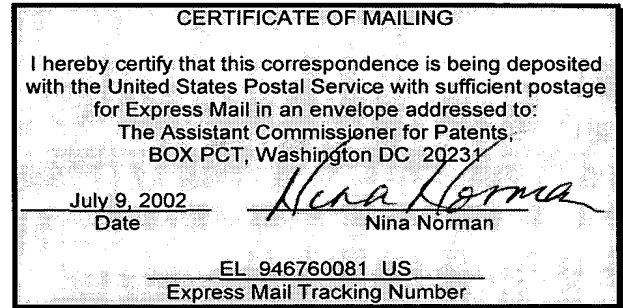 CERTIFICATE OF MAILING
I hereby certify that this correspondence is being deposited
with the United States Postal Service with sufficient postage
for Express Mail in an envelope addressed to:
The Assistant Commissioner for Patents,
BOX PCT, Washington DC 20231
July 9, 2002 Nina Norman
Date Nina Norman
EL 946760081 US
Express Mail Tracking Number